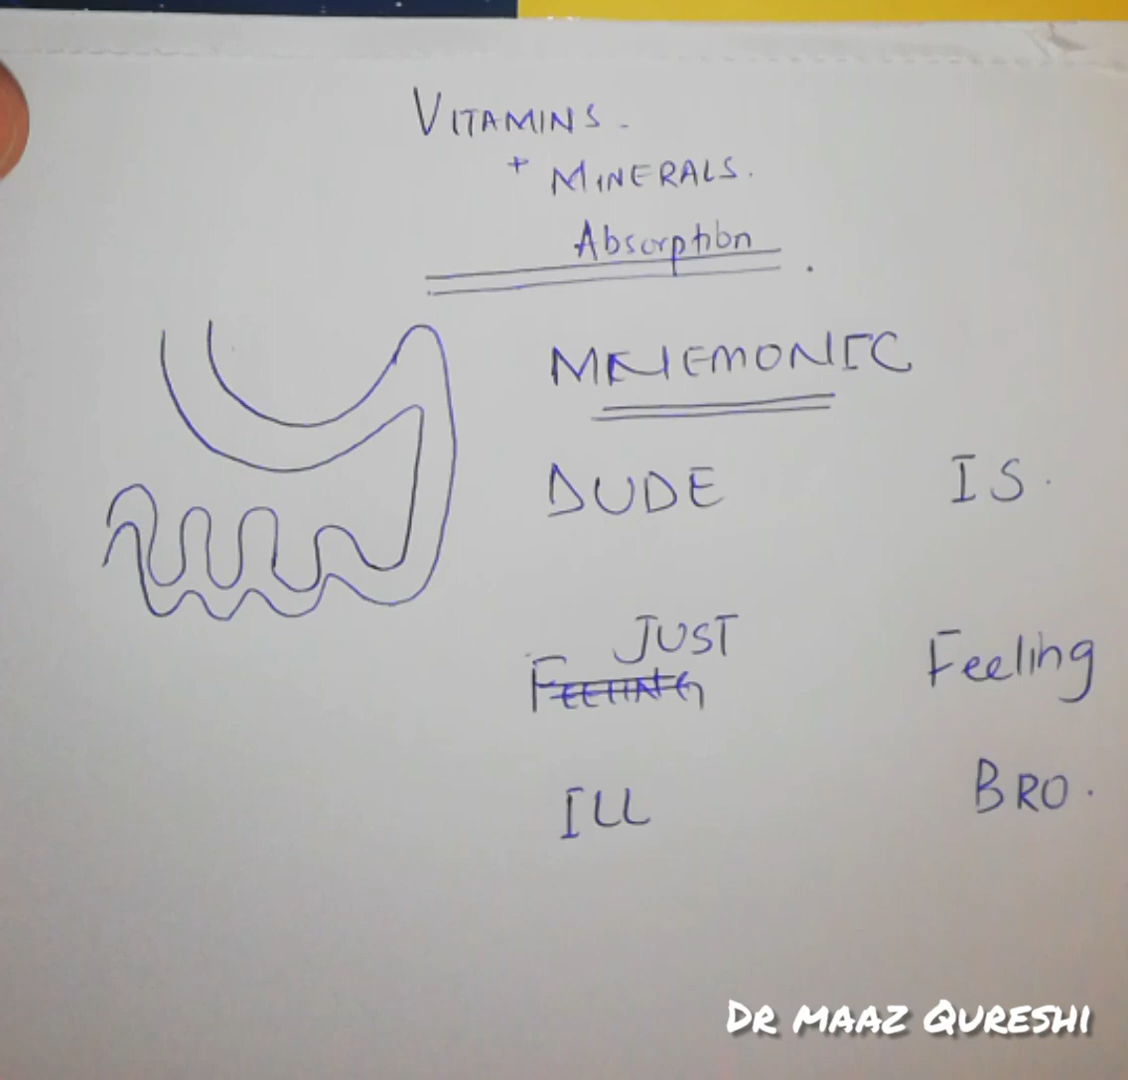 VITAMINS.
+ MINERALS.
Absorption
MNEMONIC
DUDE IS.
JUST Feeling
FEELING
ILL BRO.
DR MAAZ QURESHI